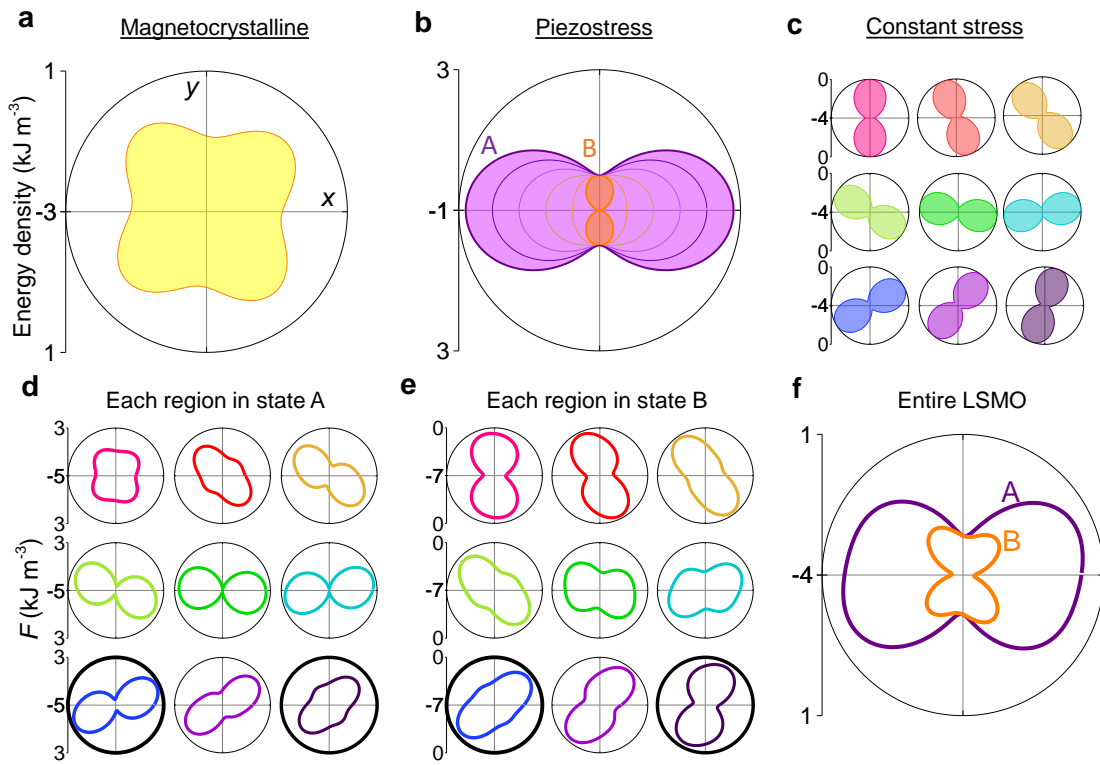 a
Magnetocrystalline
b
Piezostress
c
Constant stress
Energy density (kJ m⁻³)
1
-3
1
y
x
3
-1
3
A
B
0
-4
0
0
-4
0
0
-4
0
d
Each region in state A
e
Each region in state B
f
Entire LSMO
F (kJ m⁻³)
3
-5
3
3
-5
3
3
-5
3
0
-7
0
0
-7
0
0
-7
0
1
-4
1
A
B